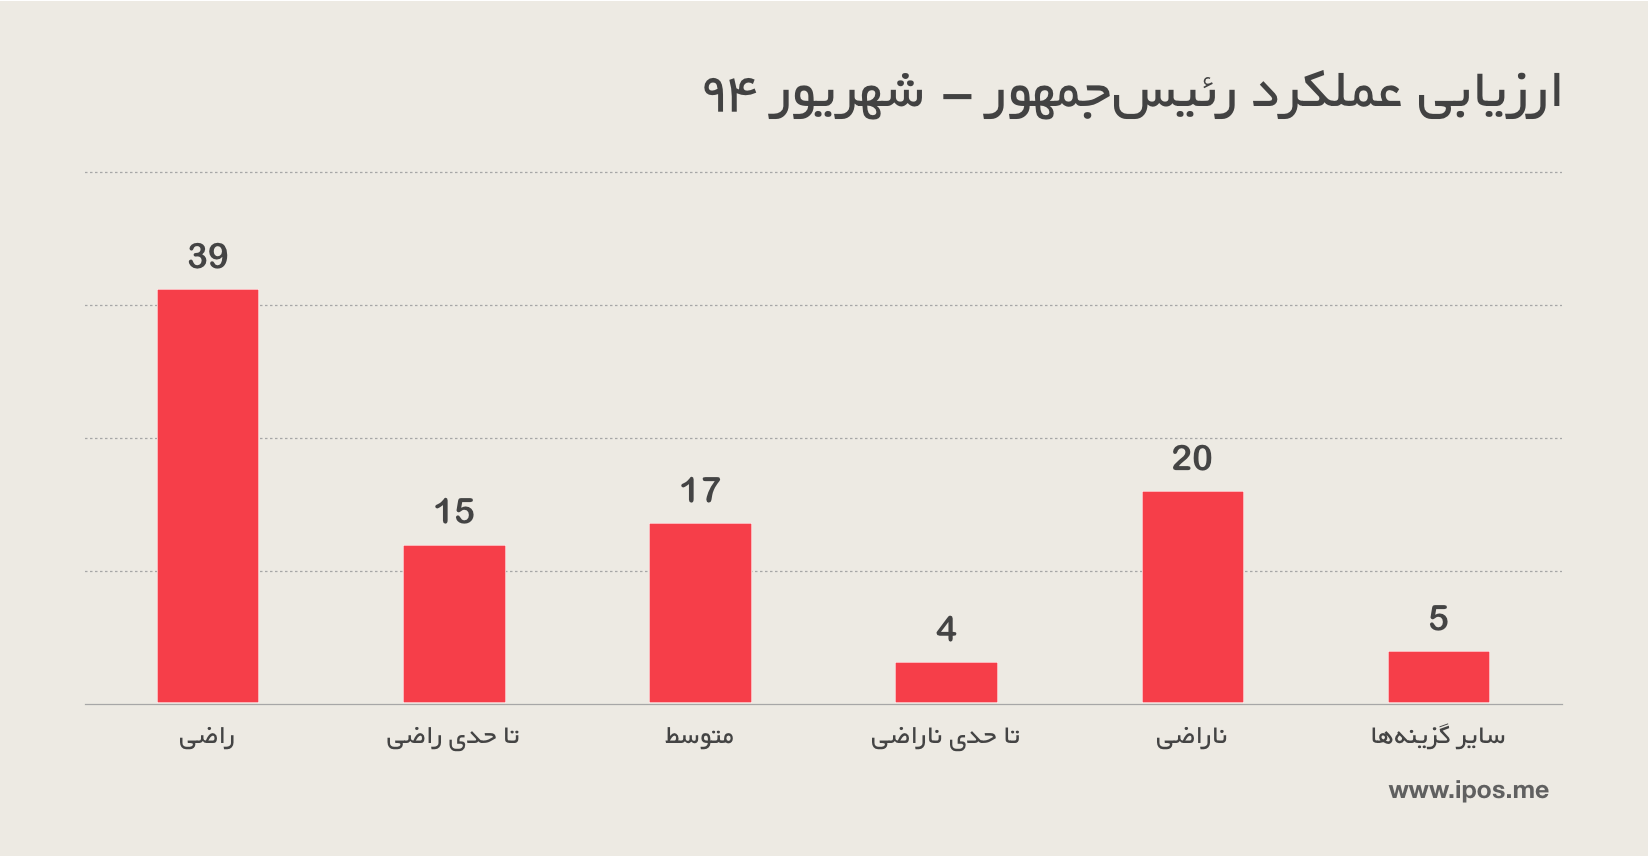 ارزیابی عملکرد رئیس‌جمهور – شهریور ۹۴
39
15
17
4
20
5
راضی
تا حدی راضی
متوسط
تا حدی ناراضی
ناراضی
سایر گزینه‌ها
www.ipos.me